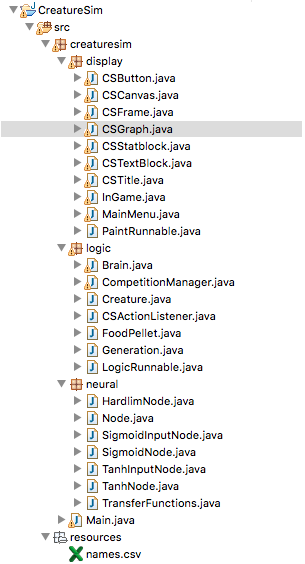 CreatureSim
src
creaturesim
display
CSButton.java
CSCanvas.java
CSFrame.java
CSGraph.java
CSStatblock.java
CSTextBlock.java
CSTitle.java
InGame.java
MainMenu.java
PaintRunnable.java
logic
Brain.java
CompetitionManager.java
Creature.java
CSActionListener.java
FoodPellet.java
Generation.java
LogicRunnable.java
neural
HardlimNode.java
Node.java
SigmoidInputNode.java
SigmoidNode.java
TanhInputNode.java
TanhNode.java
TransferFunctions.java
Main.java
resources
names.csv